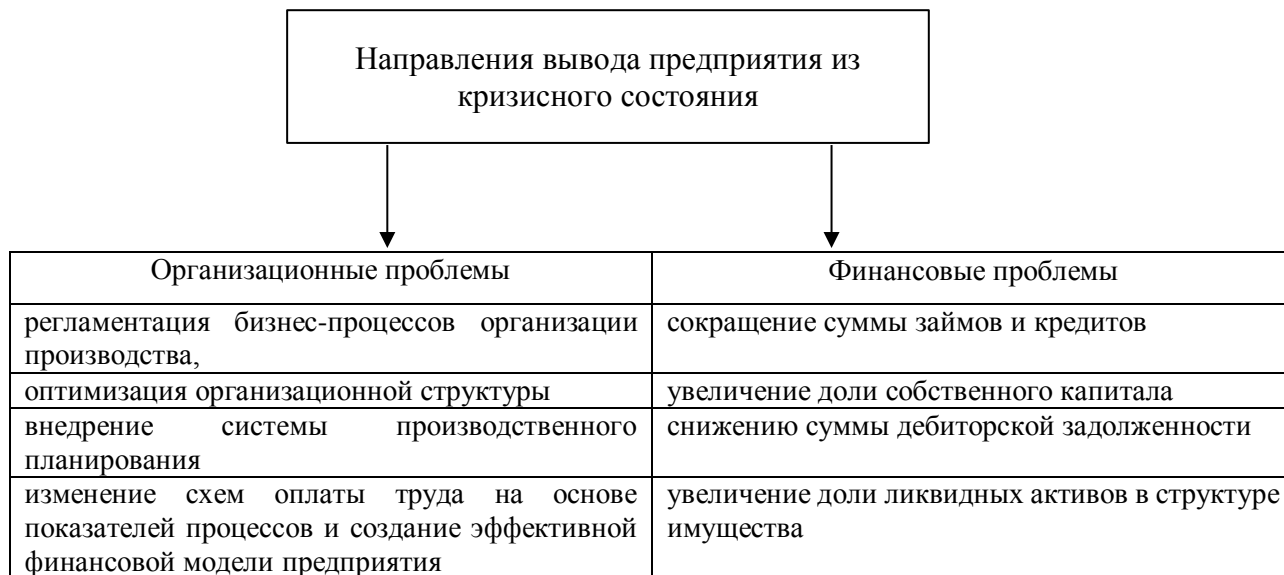 Направления вывода предприятия из
кризисного состояния
Организационные проблемы
Финансовые проблемы
регламентация бизнес-процессов организации
производства,
сокращение суммы займов и кредитов
оптимизация организационной структуры
увеличение доли собственного капитала
внедрение системы производственного
планирования
снижению суммы дебиторской задолженности
изменение схем оплаты труда на основе
показателей процессов и создание эффективной
финансовой модели предприятия
увеличение доли ликвидных активов в структуре
имущества